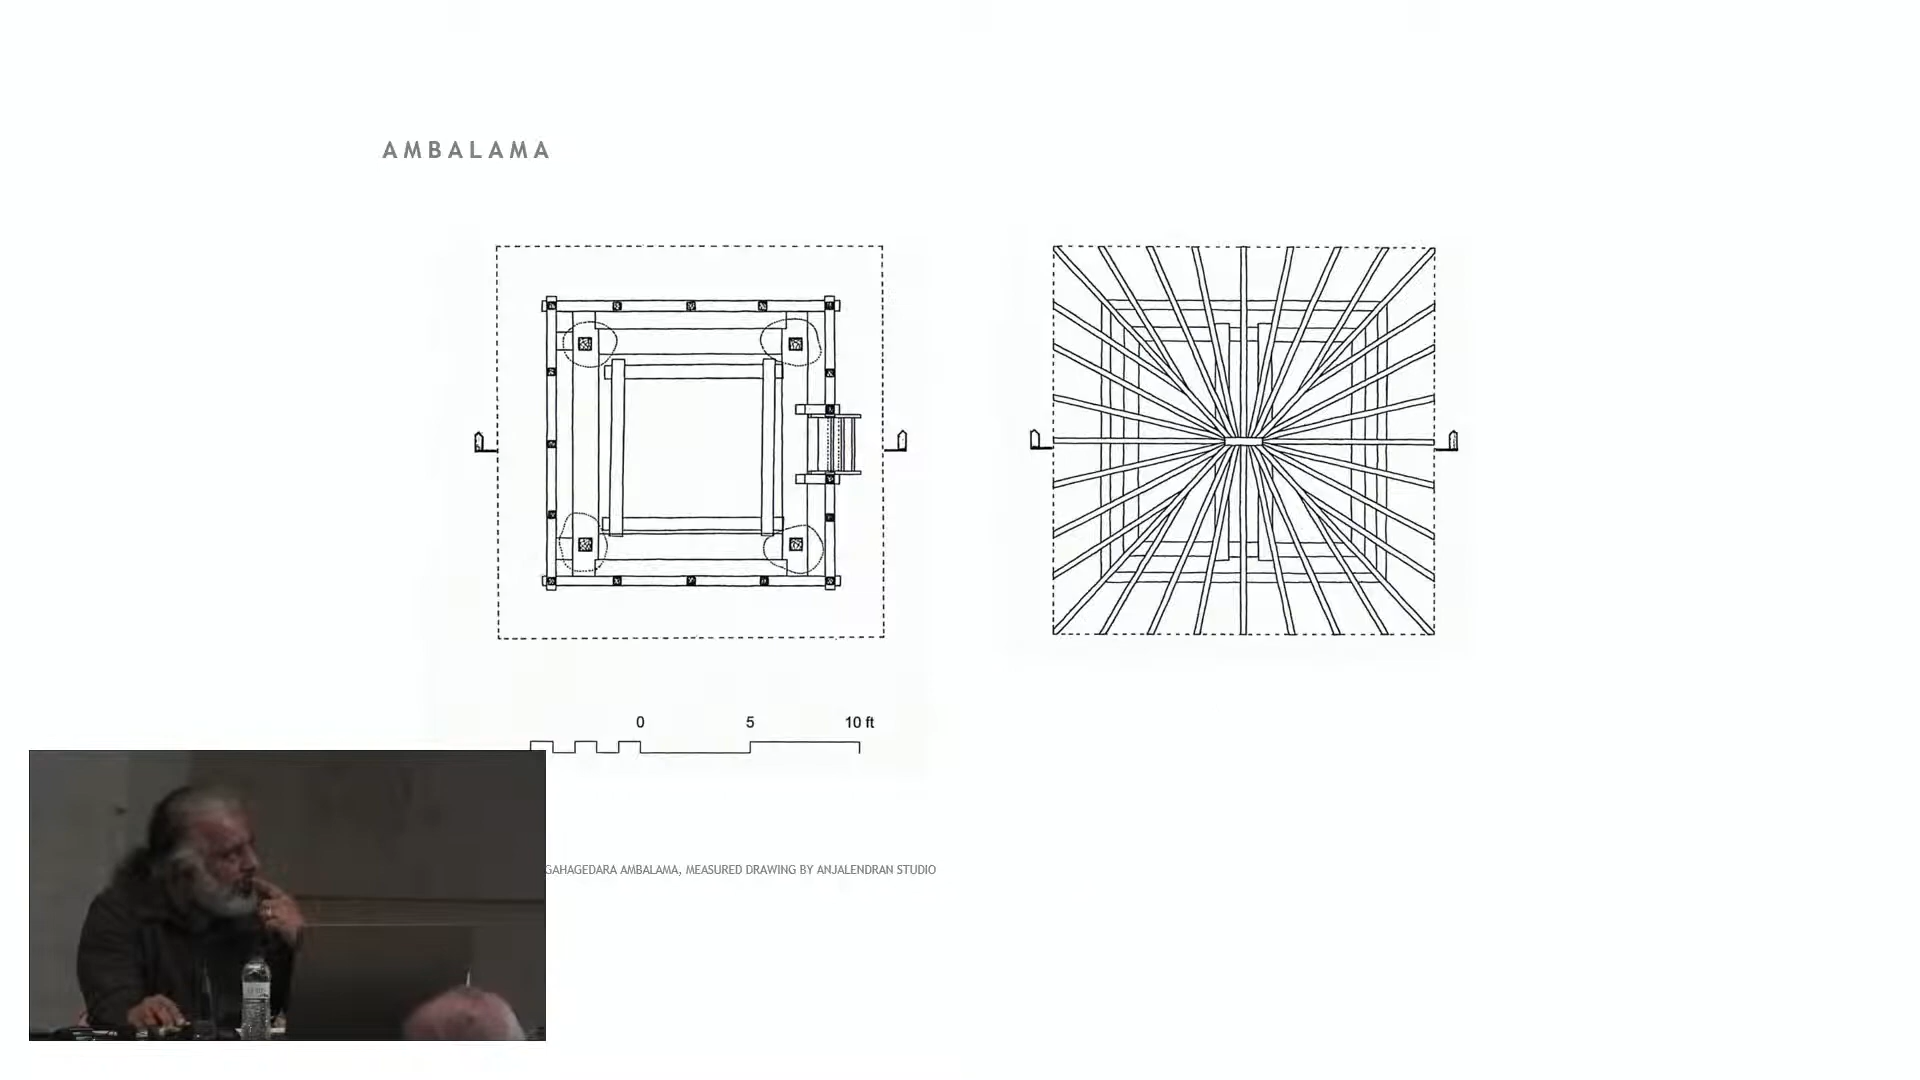 AMBALAMA
0 5 10 ft
GAHAGEDARA AMBALAMA, MEASURED DRAWING BY ANJALENDRAN STUDIO